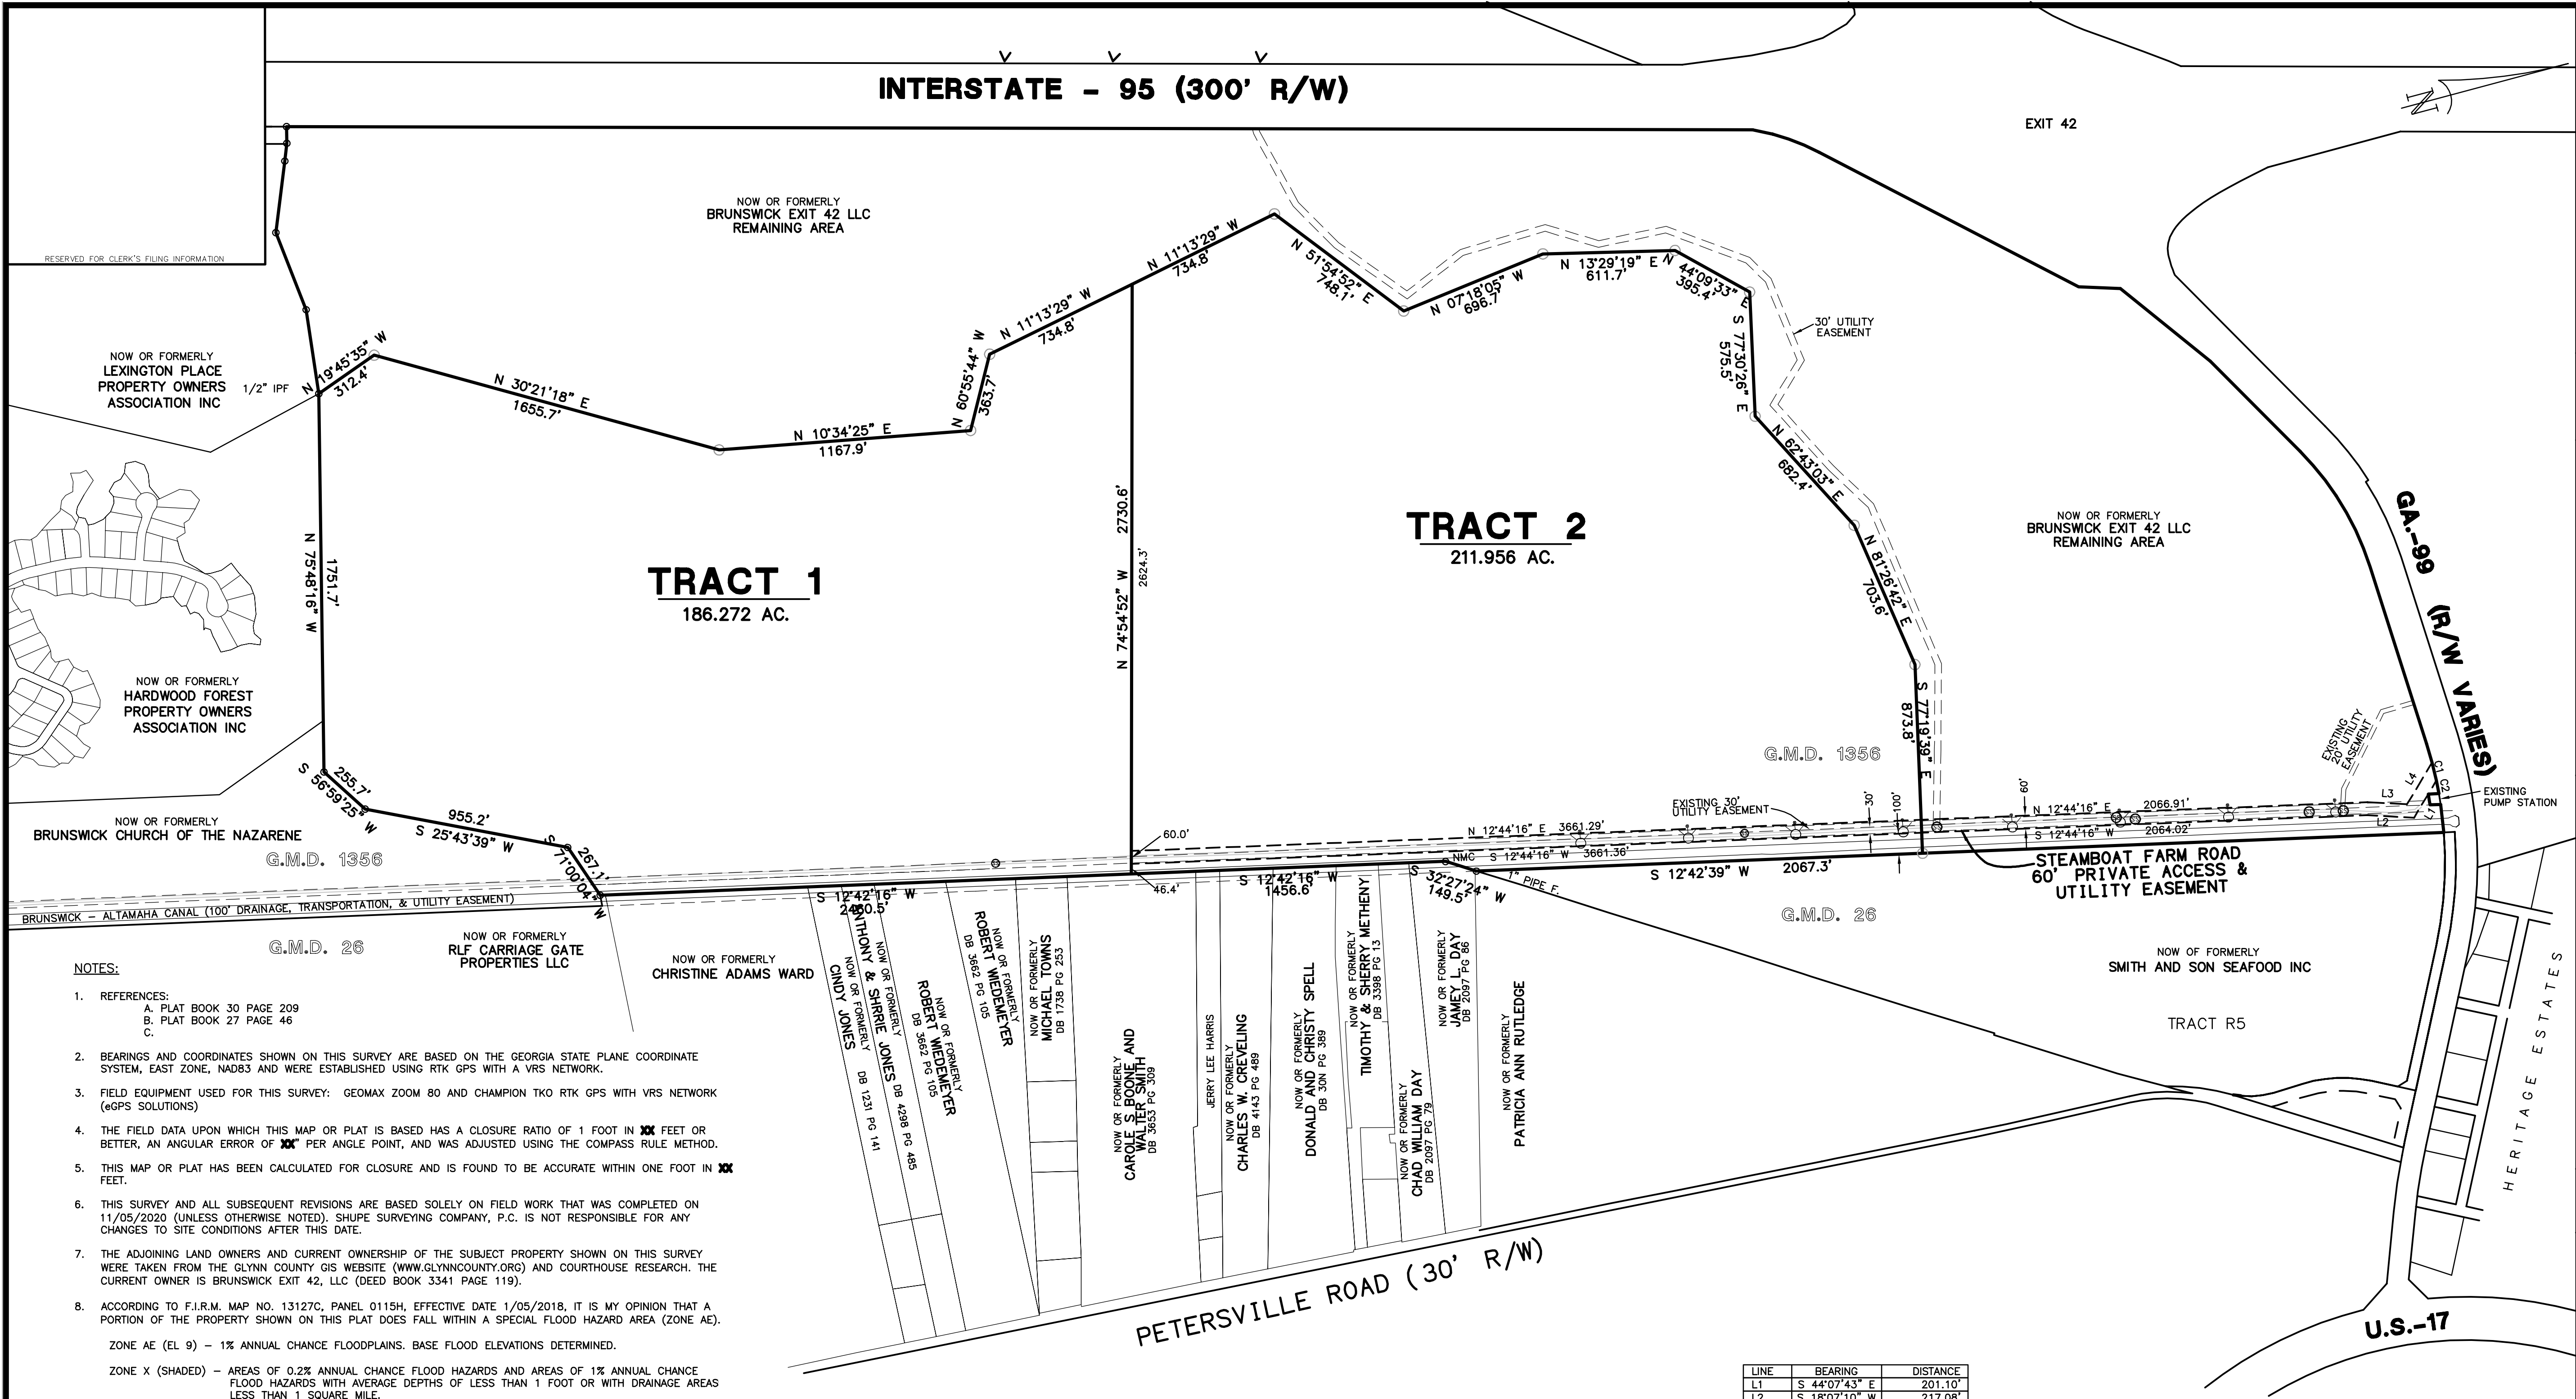 INTERSTATE - 95 (300' R/W)
EXIT 42
N
RESERVED FOR CLERK'S FILING INFORMATION
NOW OR FORMERLY
BRUNSWICK EXIT 42 LLC
REMAINING AREA
N 11°13'29" W
734.8'
N 11°13'29" W
734.8'
N 51°54'52" E
748.1'
N 07°18'05" W
696.7'
N 13°29'19" E
611.7'
N 44°09'33" E
395.4'
S 77°30'26" E
575.5'
30' UTILITY
EASEMENT
N 62°43'03" E
682.4'
N 81°26'42" E
703.6'
S 77°19'39" E
873.8'
NOW OR FORMERLY
LEXINGTON PLACE
PROPERTY OWNERS
ASSOCIATION INC
1/2" IPF
N 19°45'35" W
312.4'
N 30°21'18" E
1655.7'
N 10°34'25" E
1167.9'
N 60°55'44" W
363.7'
TRACT 1
186.272 AC.
N 74°54'52" W 2730.6'
2624.3'
TRACT 2
211.956 AC.
NOW OR FORMERLY
BRUNSWICK EXIT 42 LLC
REMAINING AREA
GA.-99 (R/W VARIES)
N 75°48'16" W
1751.7'
NOW OR FORMERLY
HARDWOOD FOREST
PROPERTY OWNERS
ASSOCIATION INC
255.7'
S 56°59'25" W
955.2'
S 25°43'39" W
267.1'
S 71°00'04" W
NOW OR FORMERLY
BRUNSWICK CHURCH OF THE NAZARENE
G.M.D. 1356
BRUNSWICK - ALTAMAHA CANAL (100' DRAINAGE, TRANSPORTATION, & UTILITY EASEMENT)
G.M.D. 26
NOW OR FORMERLY
RLF CARRIAGE GATE
PROPERTIES LLC
NOW OR FORMERLY
CHRISTINE ADAMS WARD
S 12°42'16" W
2460.5'
60.0'
46.4'
S 12°42'16" W
1456.6'
N 12°44'16" E 3661.29'
NMC
S 12°44'16" W 3661.36'
S 32°27'24" W
149.5'
1" PIPE F.
S 12°42'39" W 2067.3'
G.M.D. 1356
EXISTING 30'
UTILITY EASEMENT
30'
100'
60'
N 12°44'16" E 2066.91'
S 12°44'16" W 2064.02'
EXISTING
20' UTILITY
EASEMENT
L3
L4
L2
L1
C1
C2
EXISTING
PUMP STATION
STEAMBOAT FARM ROAD
60' PRIVATE ACCESS &
UTILITY EASEMENT
G.M.D. 26
NOW OF FORMERLY
SMITH AND SON SEAFOOD INC
TRACT R5
HERITAGE ESTATES
NOW OR FORMERLY
CINDY JONES
DB 1231 PG 141
NOW OR FORMERLY
ANTHONY & SHRRIE JONES
DB 4298 PG 485
NOW OR FORMERLY
ROBERT WIEDEMEYER
DB 3662 PG 105
NOW OR FORMERLY
ROBERT WIEDEMEYER
DB 3662 PG 105
NOW OR FORMERLY
MICHAEL TOWNS
DB 1738 PG 253
NOW OR FORMERLY
CAROLE S BOONE AND
WALTER SMITH
DB 3653 PG 309
JERRY LEE HARRIS
NOW OR FORMERLY
CHARLES W. CREVELING
DB 4143 PG 489
NOW OR FORMERLY
DONALD AND CHRISTY SPELL
DB 30N PG 389
NOW OR FORMERLY
TIMOTHY & SHERRY METHENY
DB 3398 PG 13
NOW OR FORMERLY
CHAD WILLIAM DAY
DB 2097 PG 79
NOW OR FORMERLY
JAMEY L. DAY
DB 2097 PG 86
NOW OR FORMERLY
PATRICIA ANN RUTLEDGE
PETERSVILLE ROAD (30' R/W)
U.S.-17
NOTES:
1. REFERENCES:
A. PLAT BOOK 30 PAGE 209
B. PLAT BOOK 27 PAGE 46
C.
2. BEARINGS AND COORDINATES SHOWN ON THIS SURVEY ARE BASED ON THE GEORGIA STATE PLANE COORDINATE
SYSTEM, EAST ZONE, NAD83 AND WERE ESTABLISHED USING RTK GPS WITH A VRS NETWORK.
3. FIELD EQUIPMENT USED FOR THIS SURVEY: GEOMAX ZOOM 80 AND CHAMPION TKO RTK GPS WITH VRS NETWORK
(eGPS SOLUTIONS)
4. THE FIELD DATA UPON WHICH THIS MAP OR PLAT IS BASED HAS A CLOSURE RATIO OF 1 FOOT IN XX FEET OR
BETTER, AN ANGULAR ERROR OF XX" PER ANGLE POINT, AND WAS ADJUSTED USING THE COMPASS RULE METHOD.
5. THIS MAP OR PLAT HAS BEEN CALCULATED FOR CLOSURE AND IS FOUND TO BE ACCURATE WITHIN ONE FOOT IN XX
FEET.
6. THIS SURVEY AND ALL SUBSEQUENT REVISIONS ARE BASED SOLELY ON FIELD WORK THAT WAS COMPLETED ON
11/05/2020 (UNLESS OTHERWISE NOTED). SHUPE SURVEYING COMPANY, P.C. IS NOT RESPONSIBLE FOR ANY
CHANGES TO SITE CONDITIONS AFTER THIS DATE.
7. THE ADJOINING LAND OWNERS AND CURRENT OWNERSHIP OF THE SUBJECT PROPERTY SHOWN ON THIS SURVEY
WERE TAKEN FROM THE GLYNN COUNTY GIS WEBSITE (WWW.GLYNNCOUNTY.ORG) AND COURTHOUSE RESEARCH. THE
CURRENT OWNER IS BRUNSWICK EXIT 42, LLC (DEED BOOK 3341 PAGE 119).
8. ACCORDING TO F.I.R.M. MAP NO. 13127C, PANEL 0115H, EFFECTIVE DATE 1/05/2018, IT IS MY OPINION THAT A
PORTION OF THE PROPERTY SHOWN ON THIS PLAT DOES FALL WITHIN A SPECIAL FLOOD HAZARD AREA (ZONE AE).
ZONE AE (EL 9) - 1% ANNUAL CHANCE FLOODPLAINS. BASE FLOOD ELEVATIONS DETERMINED.
ZONE X (SHADED) - AREAS OF 0.2% ANNUAL CHANCE FLOOD HAZARDS AND AREAS OF 1% ANNUAL CHANCE
FLOOD HAZARDS WITH AVERAGE DEPTHS OF LESS THAN 1 FOOT OR WITH DRAINAGE AREAS
LESS THAN 1 SQUARE MILE.
LINE BEARING DISTANCE
L1 S 44°07'43" E 201.10'
L2 S 18°07'10" W 217.08'